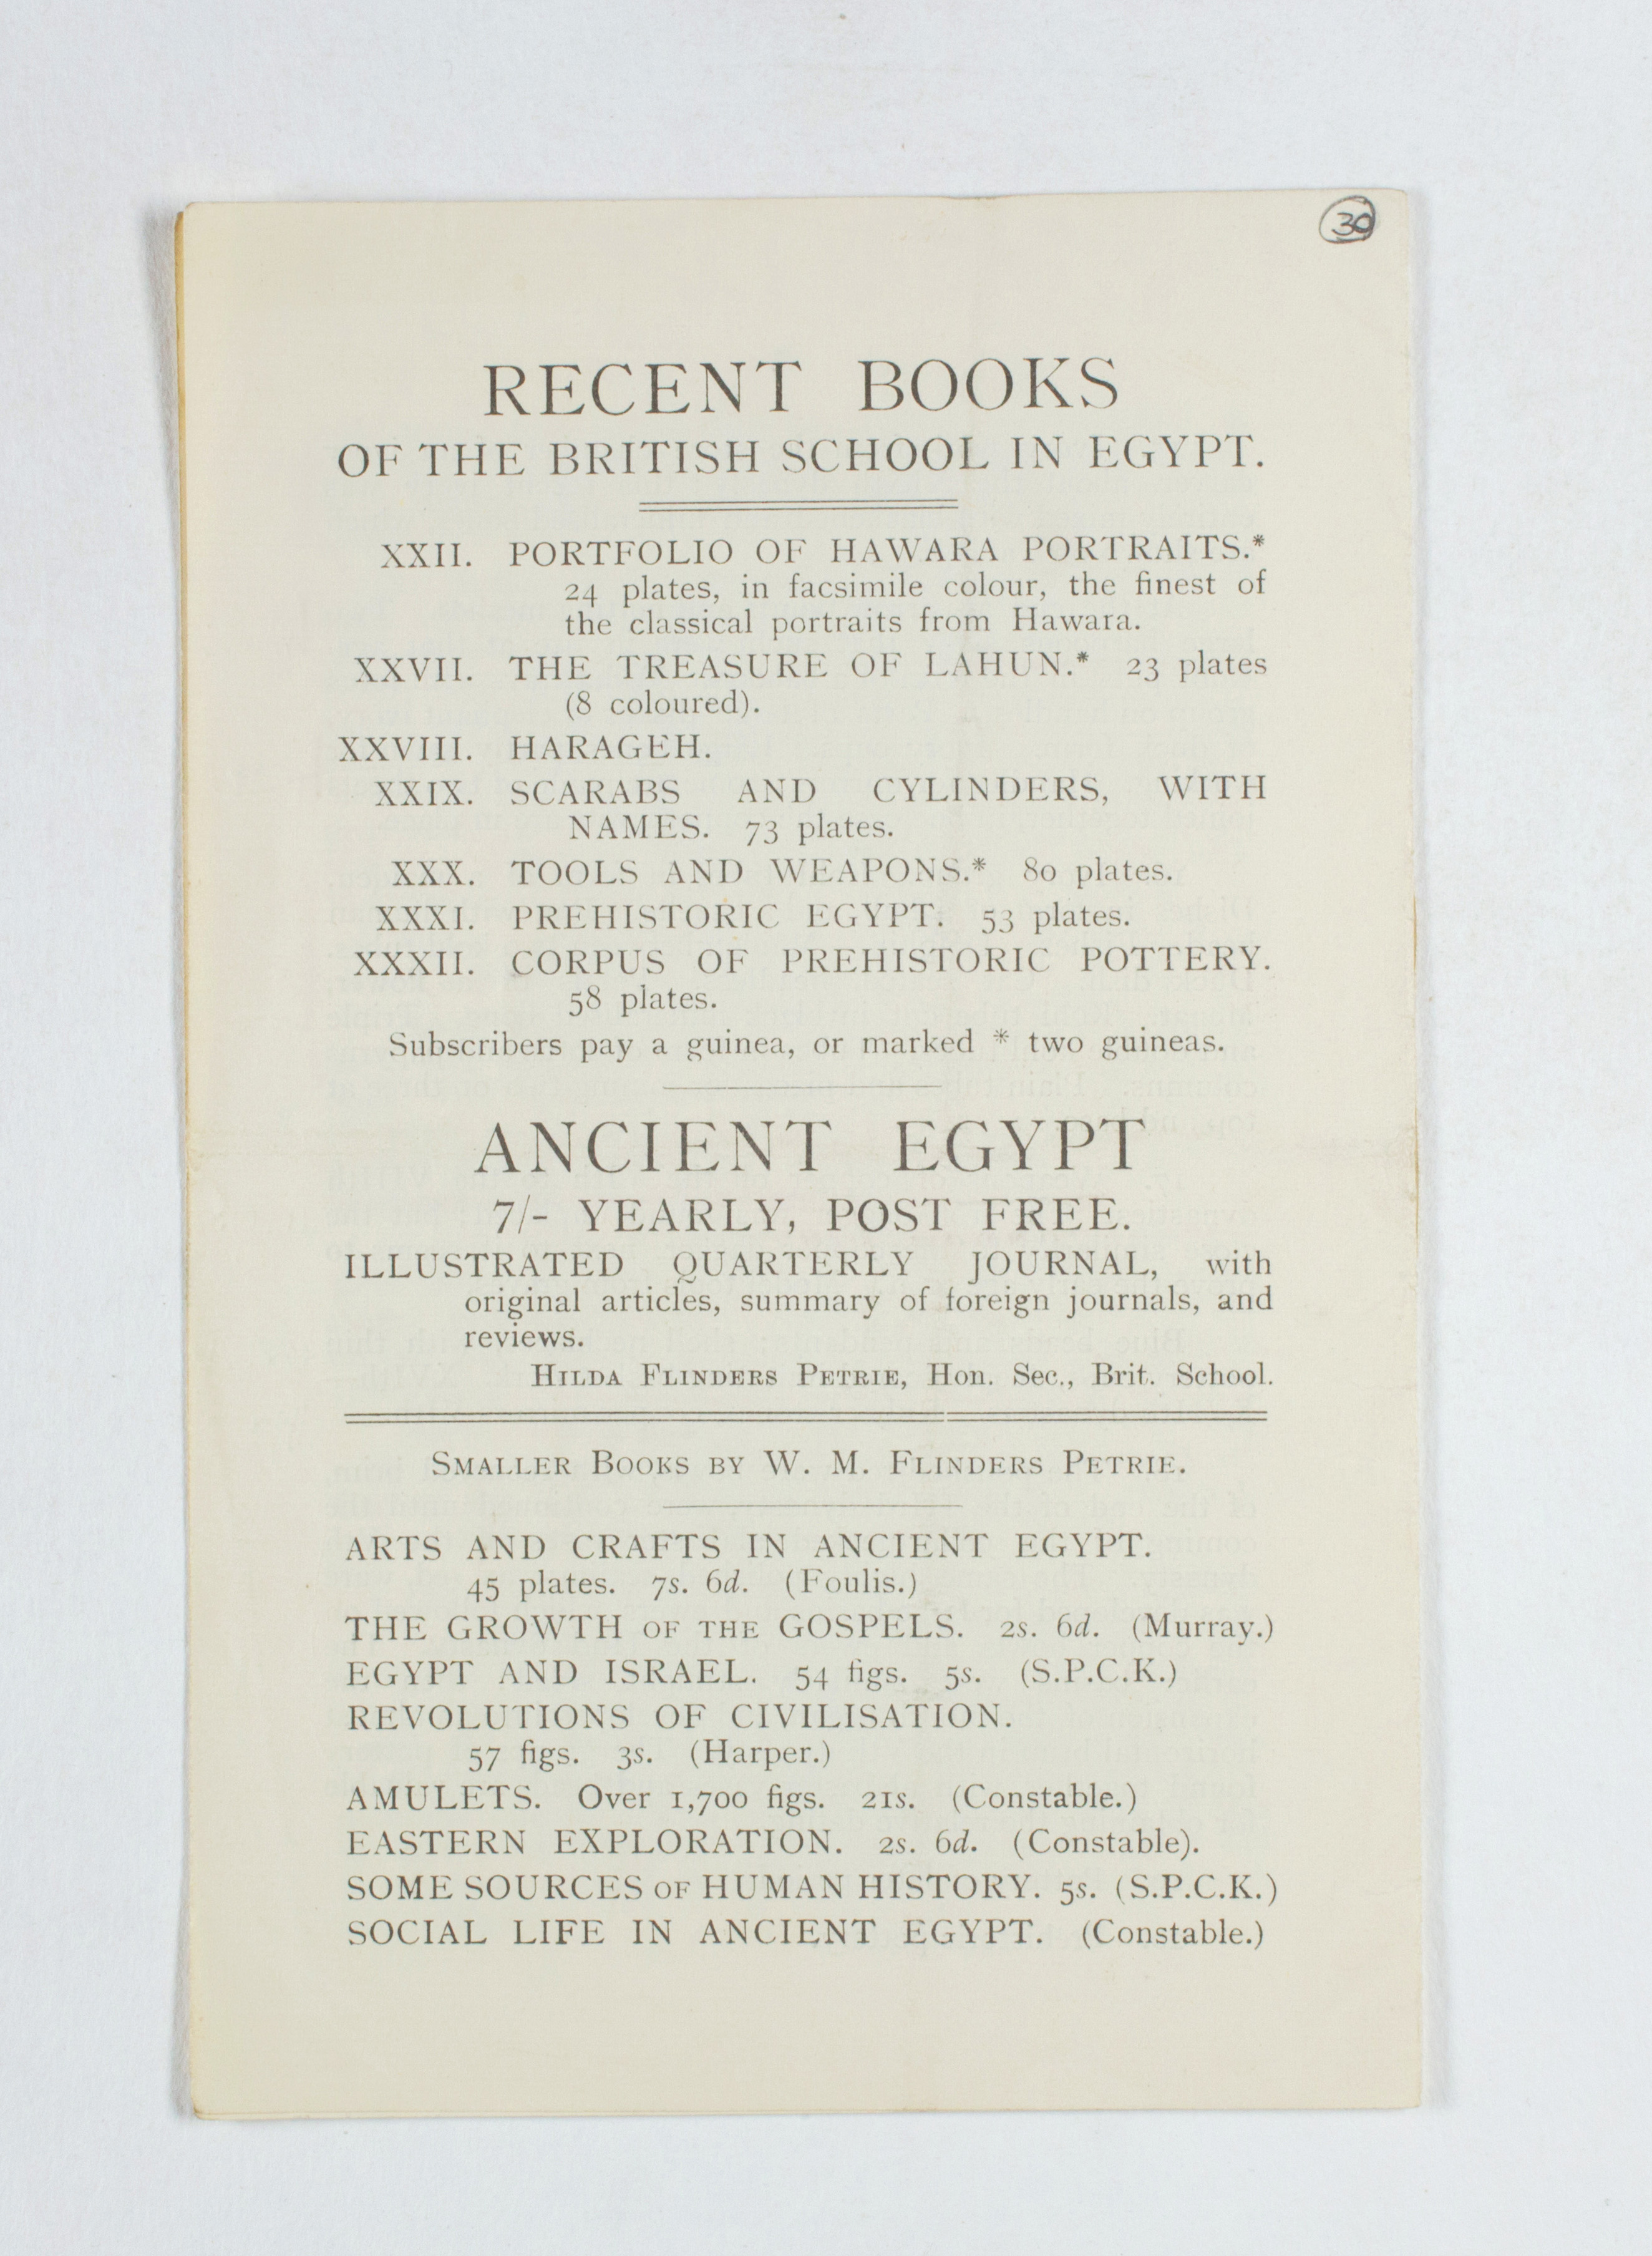 30
RECENT BOOKS
OF THE BRITISH SCHOOL IN EGYPT.
XXII. PORTFOLIO OF HAWARA PORTRAITS.*
24 plates, in facsimile colour, the finest of
the classical portraits from Hawara.
XXVII. THE TREASURE OF LAHUN.* 23 plates
(8 coloured).
XXVIII. HARAGEH.
XXIX. SCARABS AND CYLINDERS, WITH
NAMES. 73 plates.
XXX. TOOLS AND WEAPONS.* 80 plates.
XXXI. PREHISTORIC EGYPT. 53 plates.
XXXII. CORPUS OF PREHISTORIC POTTERY.
58 plates.
Subscribers pay a guinea, or marked * two guineas.
ANCIENT EGYPT
7/- YEARLY, POST FREE.
ILLUSTRATED QUARTERLY JOURNAL, with
original articles, summary of foreign journals, and
reviews.
HILDA FLINDERS PETRIE, Hon. Sec., Brit. School.
SMALLER BOOKS BY W. M. FLINDERS PETRIE.
ARTS AND CRAFTS IN ANCIENT EGYPT.
45 plates. 7s. 6d. (Foulis.)
THE GROWTH OF THE GOSPELS. 2s. 6d. (Murray.)
EGYPT AND ISRAEL. 54 figs. 5s. (S.P.C.K.)
REVOLUTIONS OF CIVILISATION.
57 figs. 3s. (Harper.)
AMULETS. Over 1,700 figs. 21s. (Constable.)
EASTERN EXPLORATION. 2s. 6d. (Constable).
SOME SOURCES OF HUMAN HISTORY. 5s. (S.P.C.K.)
SOCIAL LIFE IN ANCIENT EGYPT. (Constable.)